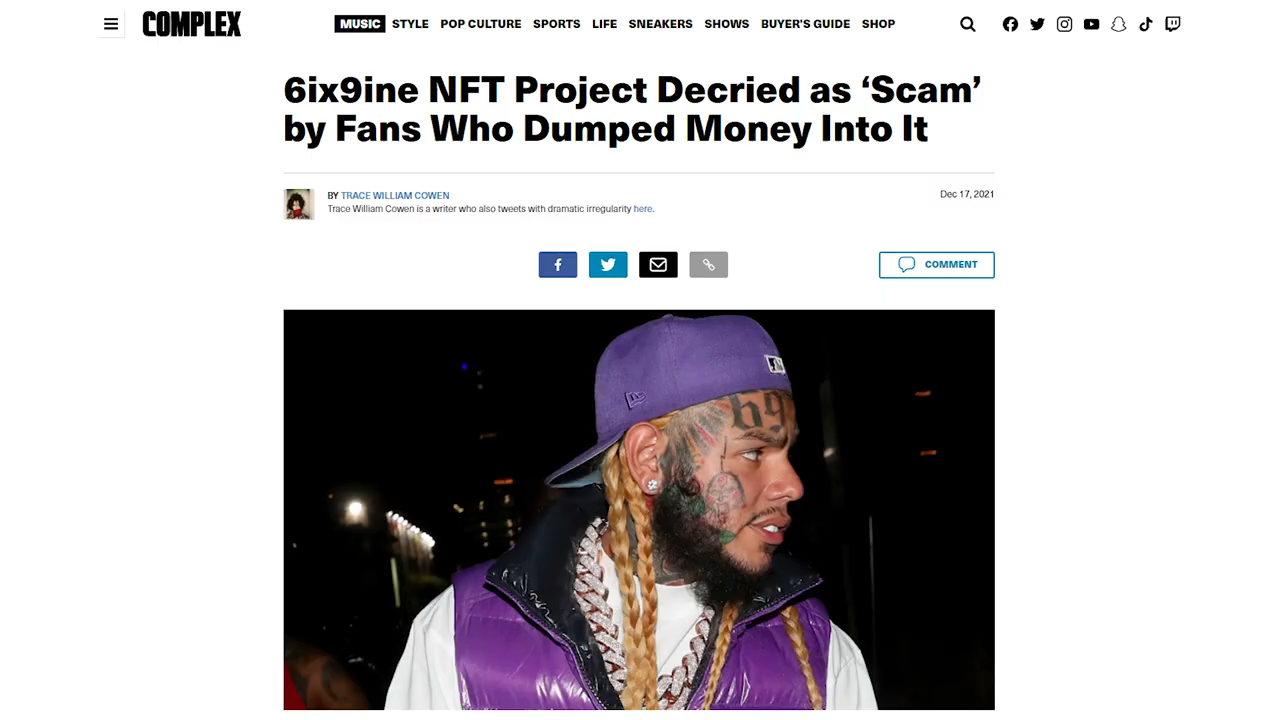 COMPLEX
MUSIC STYLE POP CULTURE SPORTS LIFE SNEAKERS SHOWS BUYER'S GUIDE SHOP
6ix9ine NFT Project Decried as ‘Scam’
by Fans Who Dumped Money Into It
BY TRACE WILLIAM COWEN
Dec 17, 2021
Trace William Cowen is a writer who also tweets with dramatic irregularity here.
COMMENT
69